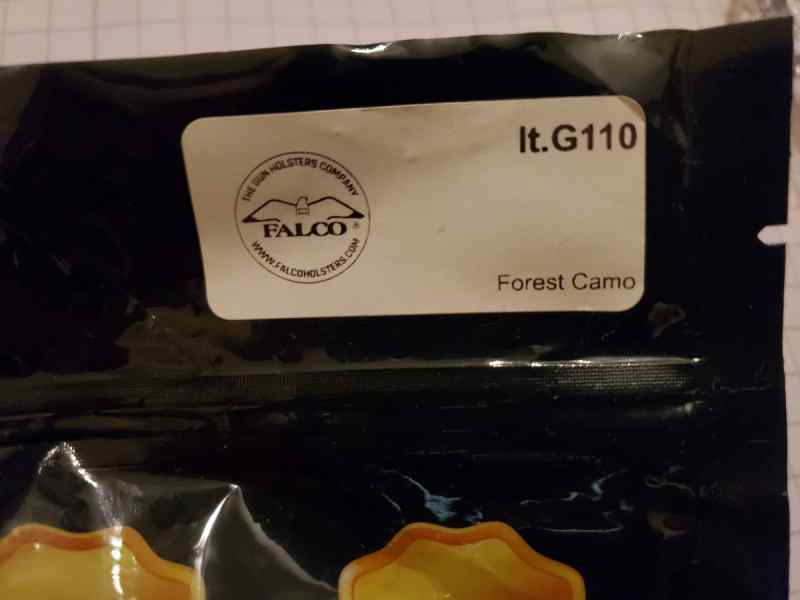 It.G110
THE GUN HOLSTERS COMPANY
FALCO®
WWW.FALCOHOLSTERS.COM
Forest Camo